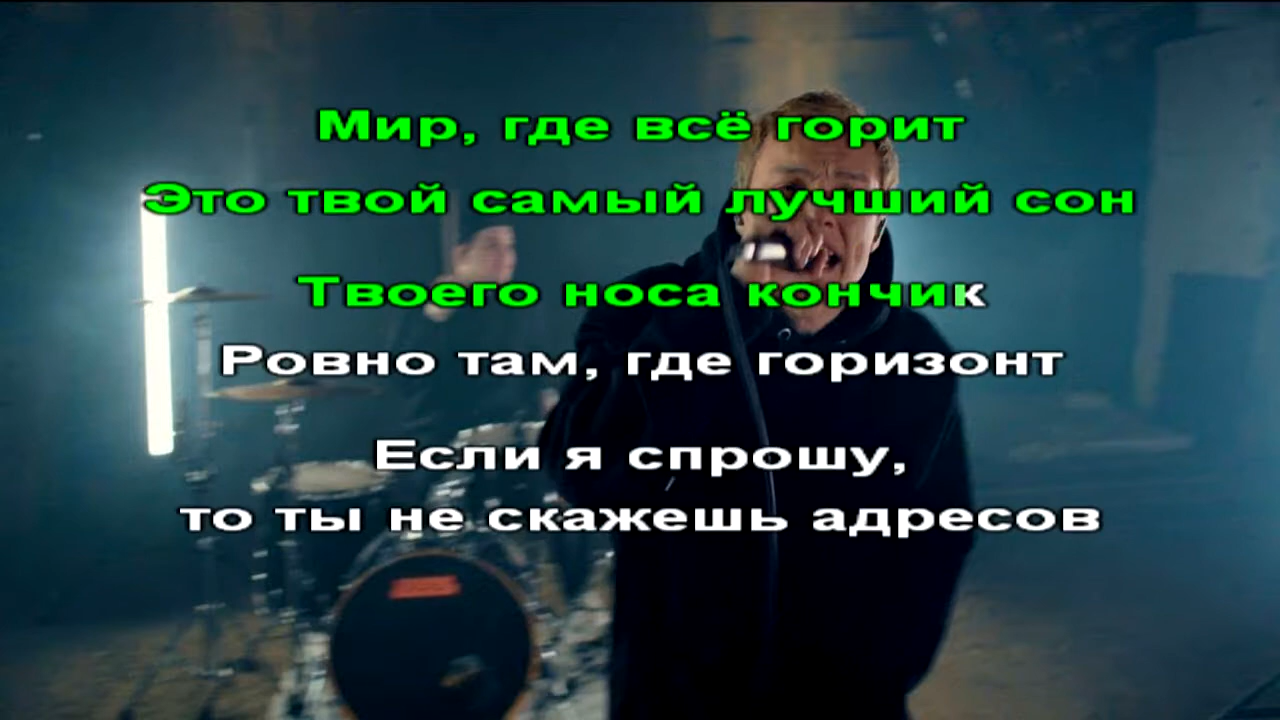 Мир, где всё горит
Это твой самый лучший сон
Твоего носа кончик
Ровно там, где горизонт
Если я спрошу,
то ты не скажешь адресов